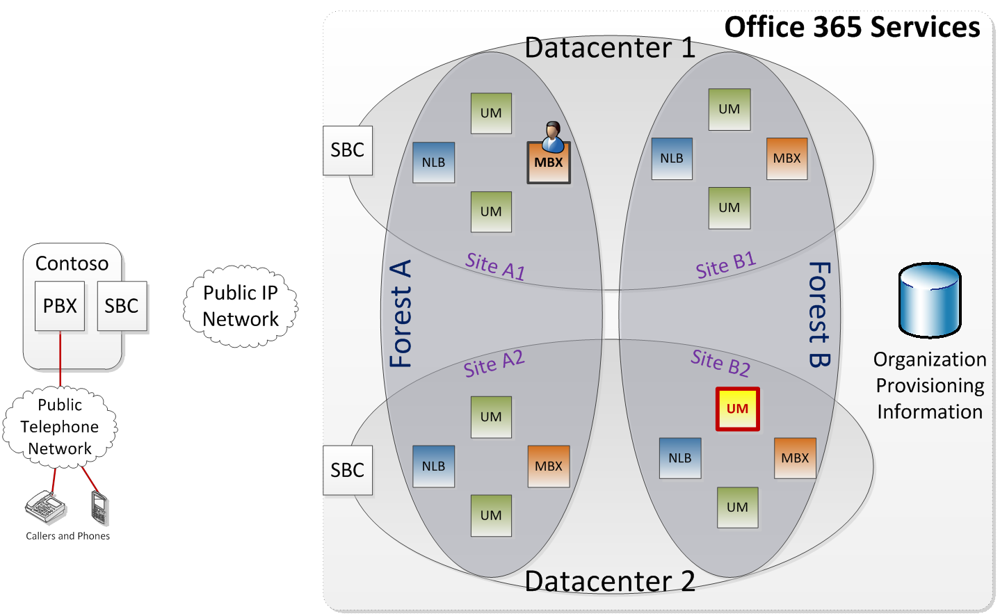 Office 365 Services
Datacenter 1
UM
UM
SBC
NLB
MBX
NLB
MBX
UM
UM
Site A1
Site B1
Contoso
PBX
SBC
Public IP
Network
Forest A
Forest B
Organization
Provisioning
Information
Site A2
Site B2
Public
Telephone
Network
UM
UM
SBC
NLB
MBX
NLB
MBX
UM
UM
Callers and Phones
Datacenter 2